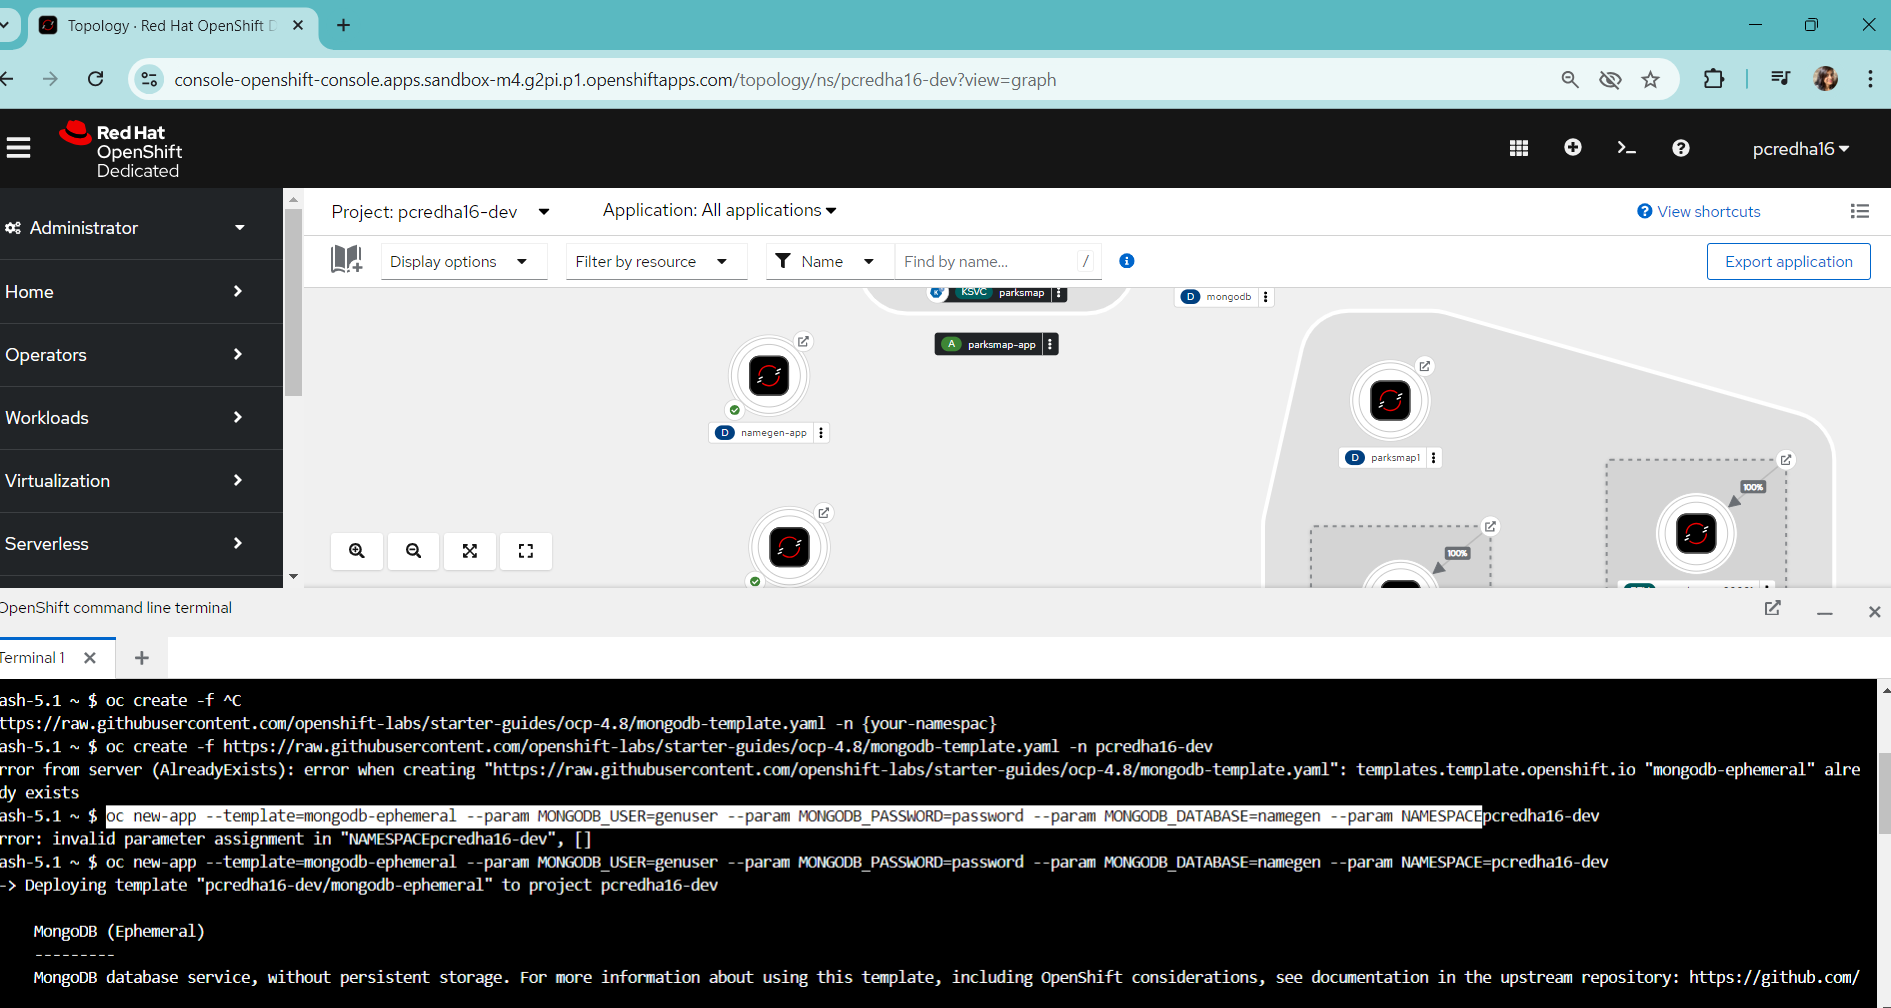 Topology · Red Hat OpenShift D
console-openshift-console.apps.sandbox-m4.g2pi.p1.openshiftapps.com/topology/ns/pcredha16-dev?view=graph
Red Hat
OpenShift
Dedicated
pcredha16
Administrator
Home
Operators
Workloads
Virtualization
Serverless
Project: pcredha16-dev
Application: All applications
View shortcuts
Display options
Filter by resource
Name
Find by name...
/
Export application
KSVC parksmap
D mongodb
A parksmap-app
D namegen-app
D parksmap1
100%
100%
OpenShift command line terminal
Terminal 1
ash-5.1 ~ $ oc create -f ^C
ttps://raw.githubusercontent.com/openshift-labs/starter-guides/ocp-4.8/mongodb-template.yaml -n {your-namespac}
ash-5.1 ~ $ oc create -f https://raw.githubusercontent.com/openshift-labs/starter-guides/ocp-4.8/mongodb-template.yaml -n pcredha16-dev
rror from server (AlreadyExists): error when creating "https://raw.githubusercontent.com/openshift-labs/starter-guides/ocp-4.8/mongodb-template.yaml": templates.template.openshift.io "mongodb-ephemeral" alre
dy exists
ash-5.1 ~ $ oc new-app --template=mongodb-ephemeral --param MONGODB_USER=genuser --param MONGODB_PASSWORD=password --param MONGODB_DATABASE=namegen --param NAMESPACEpcredha16-dev
rror: invalid parameter assignment in "NAMESPACEpcredha16-dev", []
ash-5.1 ~ $ oc new-app --template=mongodb-ephemeral --param MONGODB_USER=genuser --param MONGODB_PASSWORD=password --param MONGODB_DATABASE=namegen --param NAMESPACE=pcredha16-dev
-> Deploying template "pcredha16-dev/mongodb-ephemeral" to project pcredha16-dev
MongoDB (Ephemeral)
---------
MongoDB database service, without persistent storage. For more information about using this template, including OpenShift considerations, see documentation in the upstream repository: https://github.com/